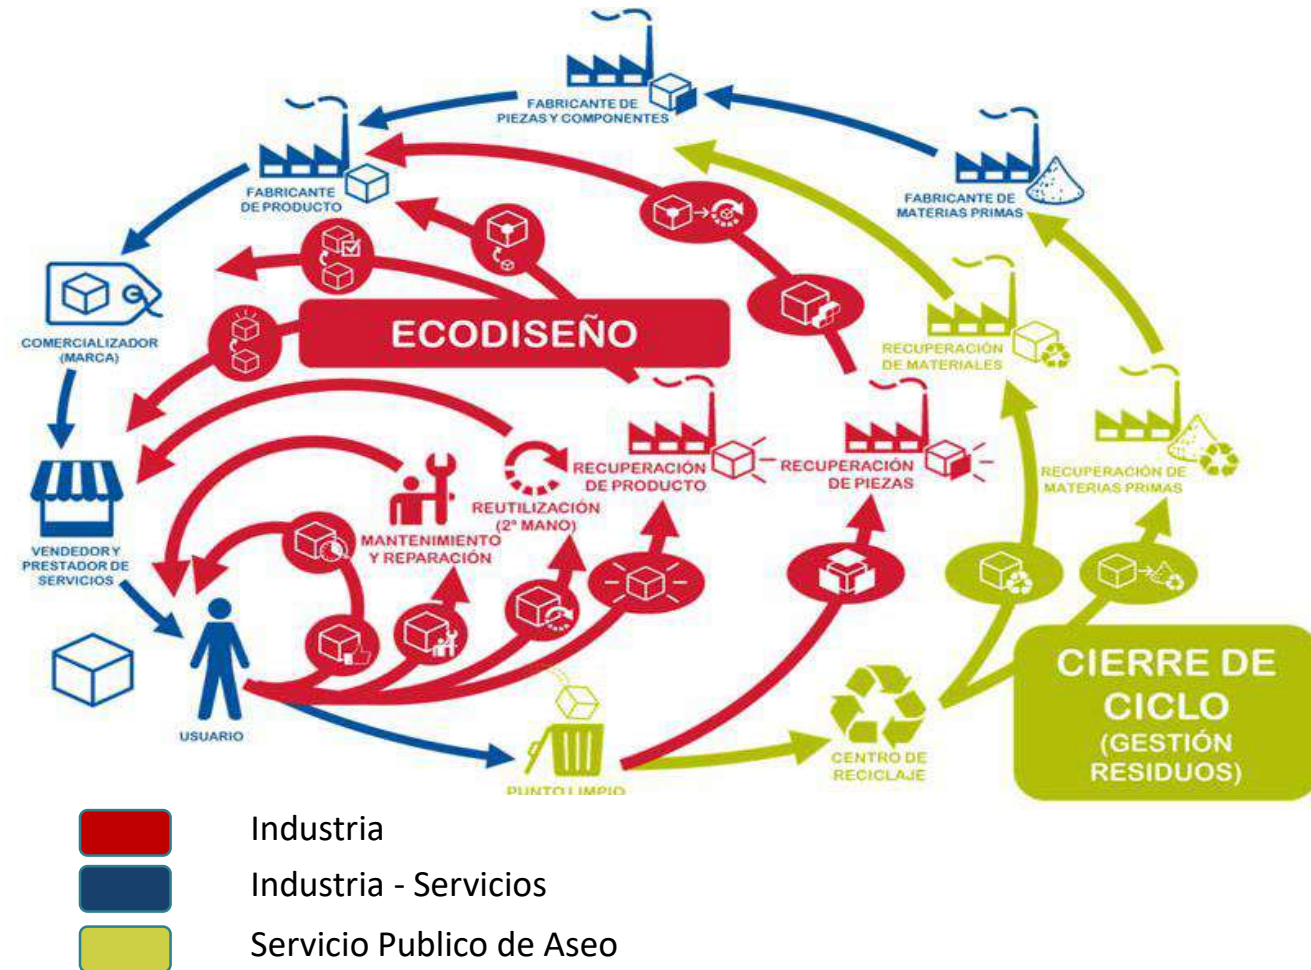 FABRICANTE DE
PIEZAS Y COMPONENTES
FABRICANTE
DE PRODUCTO
FABRICANTE DE
MATERIAS PRIMAS
COMERCIALIZADOR
(MARCA)
ECODISEÑO
RECUPERACIÓN
DE MATERIALES
RECUPERACIÓN
DE PRODUCTO
RECUPERACIÓN
DE PIEZAS
RECUPERACIÓN DE
MATERIAS PRIMAS
REUTILIZACIÓN
(2ª MANO)
MANTENIMIENTO
Y REPARACIÓN
VENDEDOR Y
PRESTADOR DE
SERVICIOS
USUARIO
PUNTO LIMPIO
CENTRO DE
RECICLAJE
CIERRE DE
CICLO
(GESTIÓN
RESIDUOS)
Industria
Industria - Servicios
Servicio Publico de Aseo